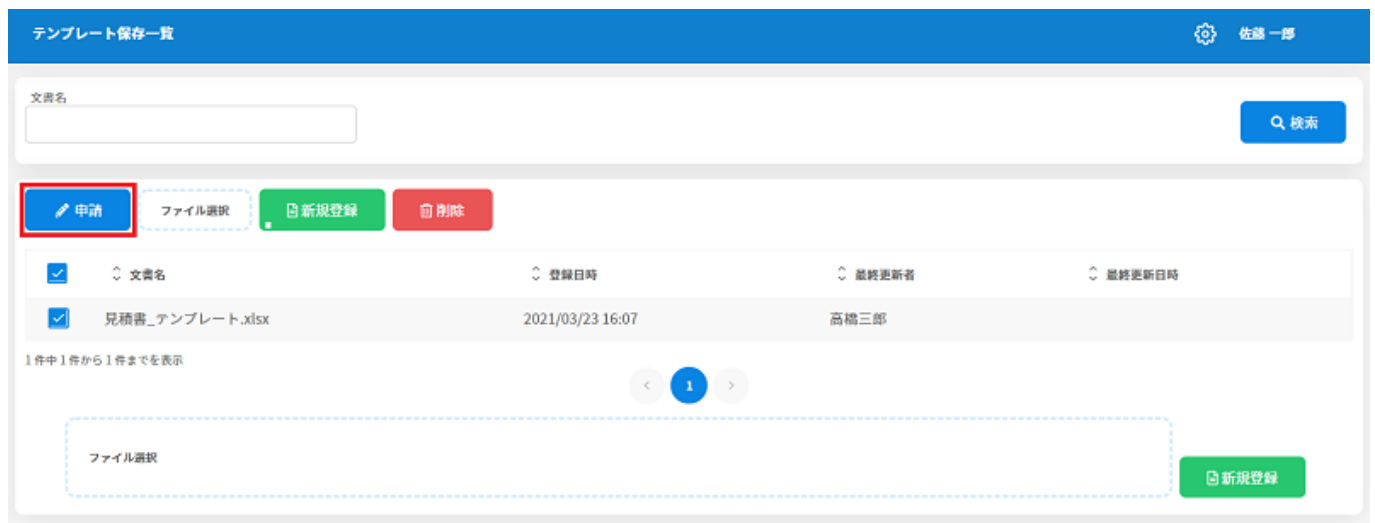 テンプレート保存一覧 佐藤 一郎
文書名
検索
申請 ファイル選択 新規登録 削除
文書名 登録日時 最終更新者 最終更新日時
見積書_テンプレート.xlsx 2021/03/23 16:07 高橋三郎
1 件中 1 件から 1 件までを表示
‹ 1 ›
ファイル選択
新規登録